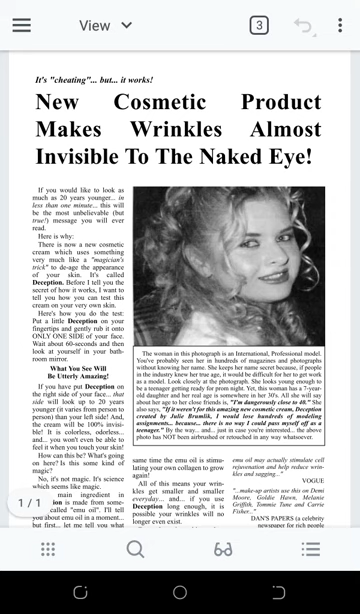 View
3
It's "cheating"... but... it works!
New Cosmetic Product
Makes Wrinkles Almost
Invisible To The Naked Eye!
If you would like to look as
much as 20 years younger... in
less than one minute... this will
be the most unbelievable (but
true!) message you will ever
read.
Here is why:
There is now a new cosmetic
cream which uses something
very much like a "magician's
trick" to de-age the appearance
of your skin. It's called
Deception. Before I tell you the
secret of how it works, I want to
tell you how you can test this
cream on your very own skin.
Here's how you do the test:
Put a little Deception on your
fingertips and gently rub it onto
ONLY ONE SIDE of your face.
Wait about 60-seconds and then
look at yourself in your bath-
room mirror.
What You See Will
Be Utterly Amazing!
If you have put Deception on
the right side of your face... that
side will look up to 20 years
younger (it varies from person to
person) than your left side! And,
the cream will be 100% invisi-
ble! It is colorless, odorless...
and... you won't even be able to
feel it when you touch your skin!
How can this be? What's going
on here? Is this some kind of
magic?
No, it's not magic. It's science
which seems like magic.
main ingredient in
ion is made from some-
called "emu oil". I'll tell
you about emu oil in a moment...
but first... let me tell you what
The woman in this photograph is an International, Professional model.
You've probably seen her in hundreds of magazines and photographs
without knowing her name. She keeps her name secret because, if people
in the industry knew her true age, it would be difficult for her to get work
as a model. Look closely at the photograph. She looks young enough to
be a teenager getting ready for prom night. Yet, this woman has a 7-year-
old daughter and her real age is somewhere in her 30's. All she will say
about her age to her close friends is, "I'm dangerously close to 40." She
also says, "If it weren't for this amazing new cosmetic cream, Deception
created by Julie Brumlik, I would lose hundreds of modeling
assignments... because... there is no way I could pass myself off as a
teenager." By the way... and... just in case you're interested... the above
photo has NOT been airbrushed or retouched in any way whatsoever.
same time the emu oil is stimu-
lating your own collagen to grow
again!
All of this means your wrin-
kles get smaller and smaller
everyday... and... if you use
Deception long enough, it is
possible your wrinkles will no
longer even exist.
emu oil may actually stimulate cell
rejuvenation and help reduce wrin-
kles and sagging..."
VOGUE
"...make-up artists use this on Demi
Moore, Goldie Hawn, Melanie
Griffith, Tommie Tune and Carrie
Fisher..."
DAN'S PAPERS (a celebrity
newspaper for rich people
1 / 1